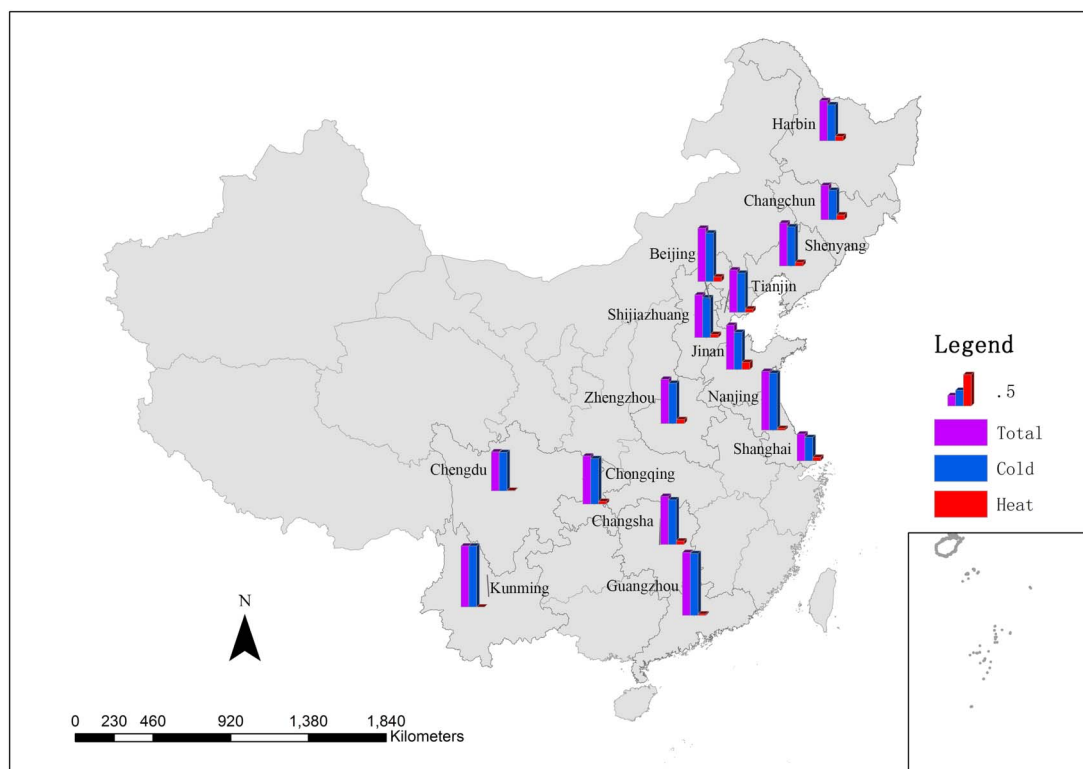 Harbin
Changchun
Shenyang
Beijing
Tianjin
Shijiazhuang
Jinan
Zhengzhou
Nanjing
Shanghai
Chengdu
Chongqing
Changsha
Guangzhou
Kunming
Legend
.5
Total
Cold
Heat
N
0 230 460 920 1,380 1,840
Kilometers